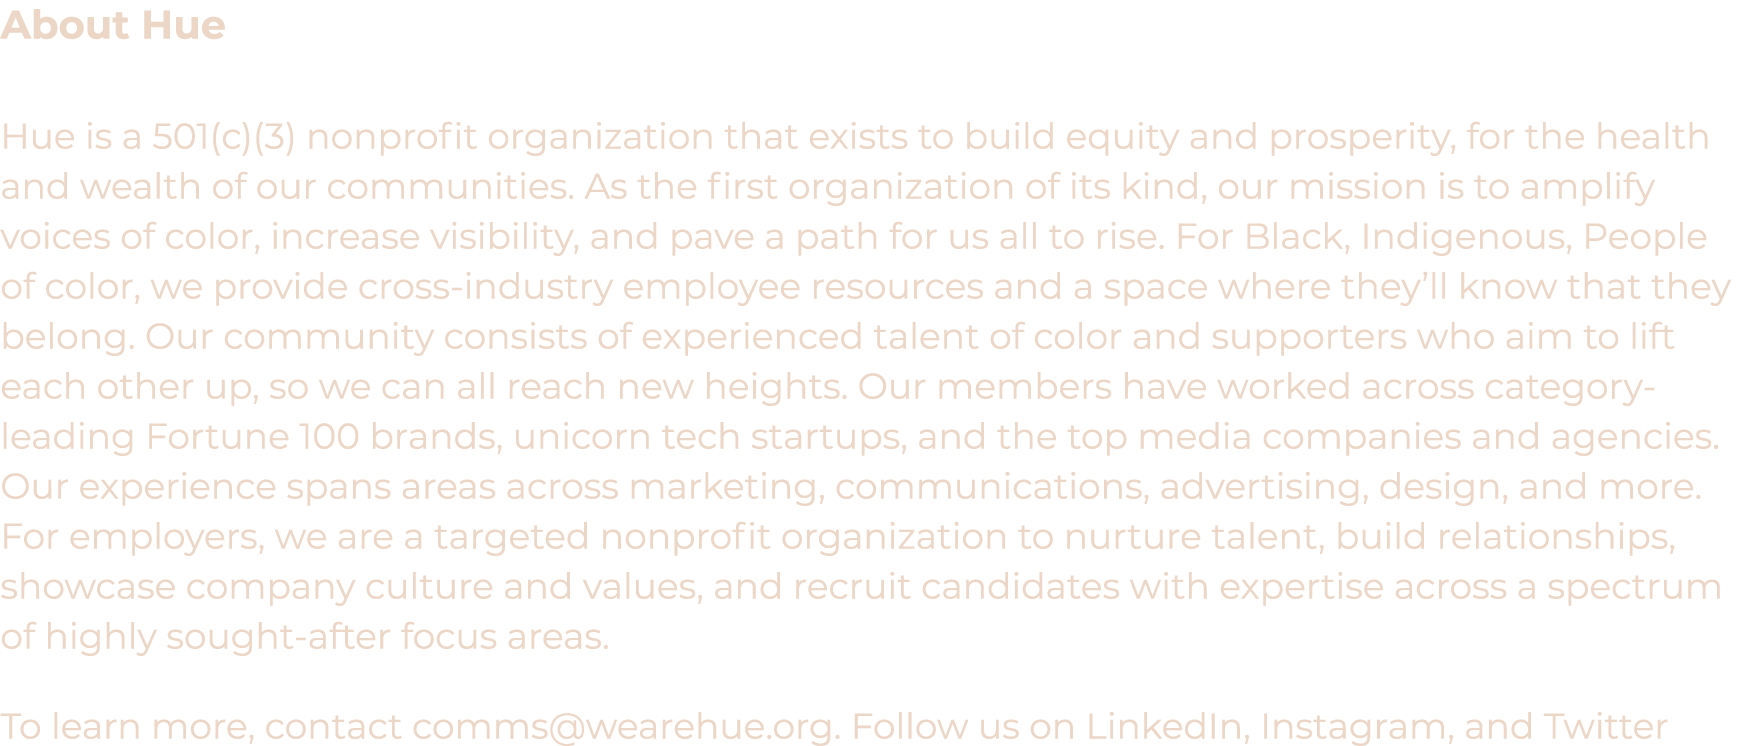 About Hue
Hue is a 501(c)(3) nonprofit organization that exists to build equity and prosperity, for the health
and wealth of our communities. As the first organization of its kind, our mission is to amplify
voices of color, increase visibility, and pave a path for us all to rise. For Black, Indigenous, People
of color, we provide cross-industry employee resources and a space where they’ll know that they
belong. Our community consists of experienced talent of color and supporters who aim to lift
each other up, so we can all reach new heights. Our members have worked across category-
leading Fortune 100 brands, unicorn tech startups, and the top media companies and agencies.
Our experience spans areas across marketing, communications, advertising, design, and more.
For employers, we are a targeted nonprofit organization to nurture talent, build relationships,
showcase company culture and values, and recruit candidates with expertise across a spectrum
of highly sought-after focus areas.
To learn more, contact comms@wearehue.org. Follow us on LinkedIn, Instagram, and Twitter